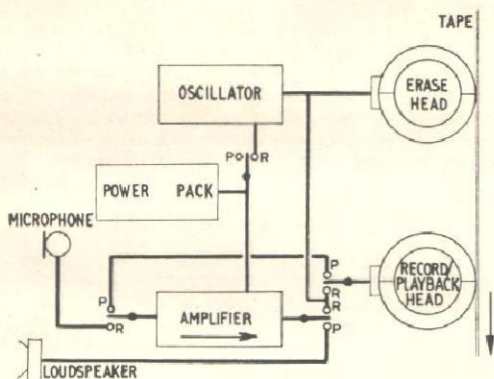 TAPE
OSCILLATOR
ERASE
HEAD
P R
POWER PACK
MICROPHONE
P
P
R
R
RECORD/
PLAYBACK
HEAD
R
AMPLIFIER
P
LOUDSPEAKER